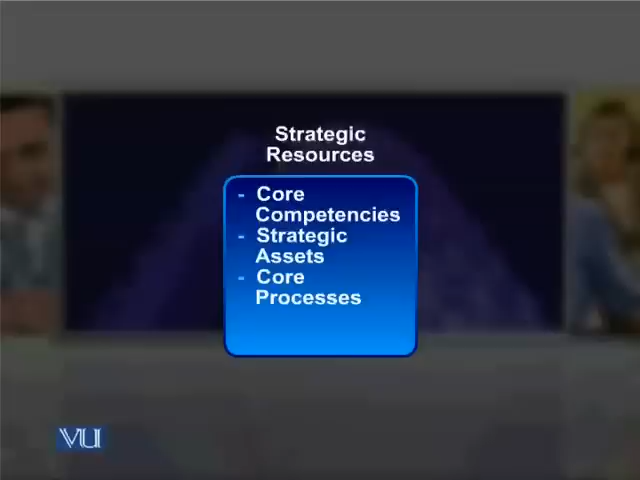 Strategic
Resources
- Core
Competencies
- Strategic
Assets
- Core
Processes
VU